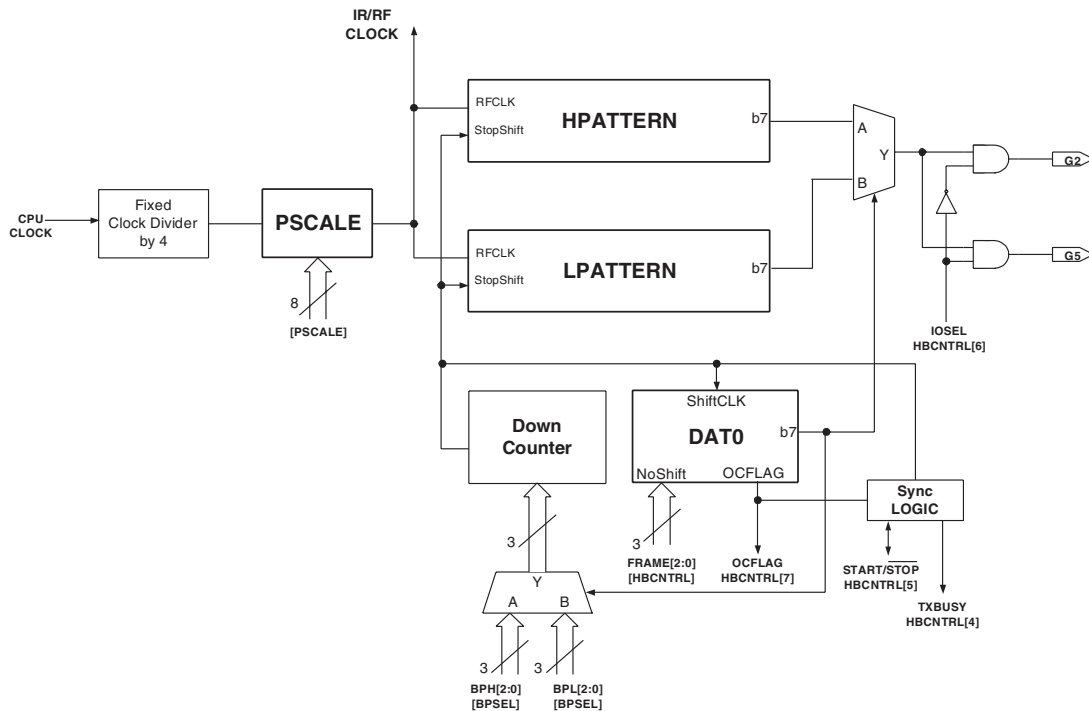 IR/RF
CLOCK
RFCLK
StopShift
HPATTERN
b7
A
Y
B
G2
CPU
CLOCK
Fixed
Clock Divider
by 4
PSCALE
8
[PSCALE]
RFCLK
StopShift
LPATTERN
b7
G5
IOSEL
HBCNTRL[6]
Down
Counter
ShiftCLK
DAT0
b7
NoShift
OCFLAG
Sync
LOGIC
3
3
FRAME[2:0]
[HBCNTRL]
OCFLAG
HBCNTRL[7]
START/STOP
HBCNTRL[5]
TXBUSY
HBCNTRL[4]
Y
A
B
3
3
BPH[2:0]
[BPSEL]
BPL[2:0]
[BPSEL]